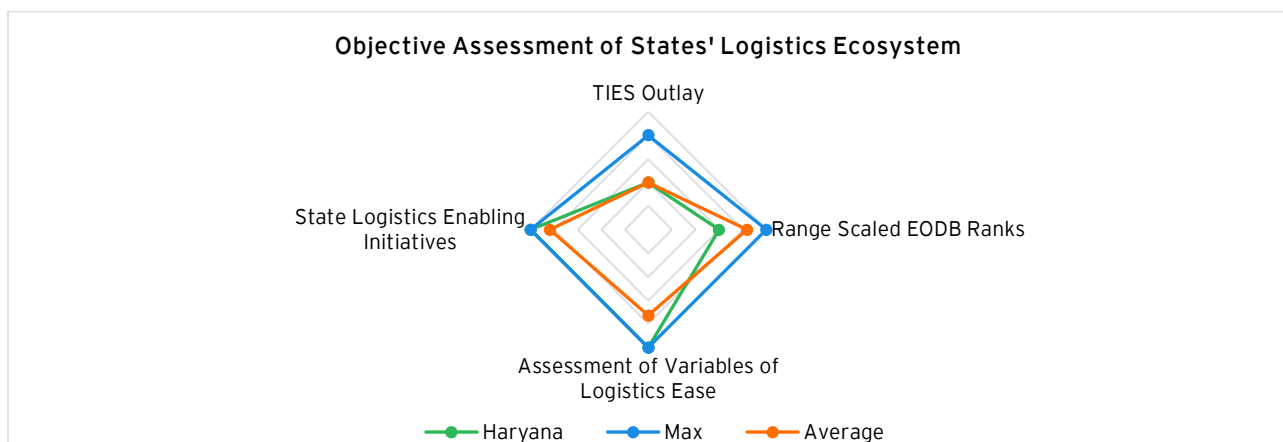 Objective Assessment of States' Logistics Ecosystem
TIES Outlay
State Logistics Enabling
Initiatives
Range Scaled EODB Ranks
Assessment of Variables of
Logistics Ease
Haryana
Max
Average